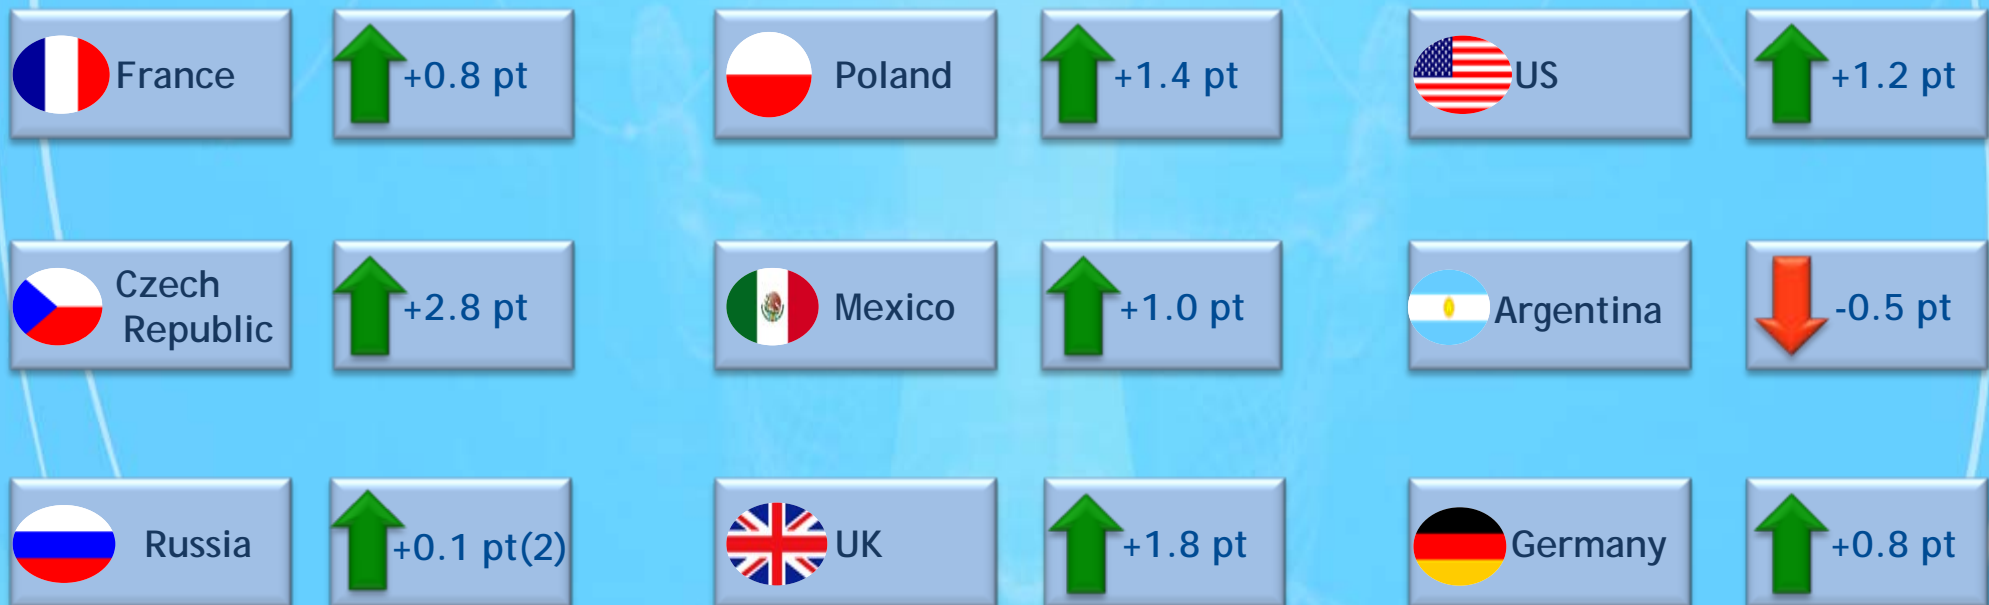 France +0.8 pt Poland +1.4 pt US +1.2 pt
Czech
Republic +2.8 pt Mexico +1.0 pt Argentina -0.5 pt
Russia +0.1 pt(2) UK +1.8 pt Germany +0.8 pt